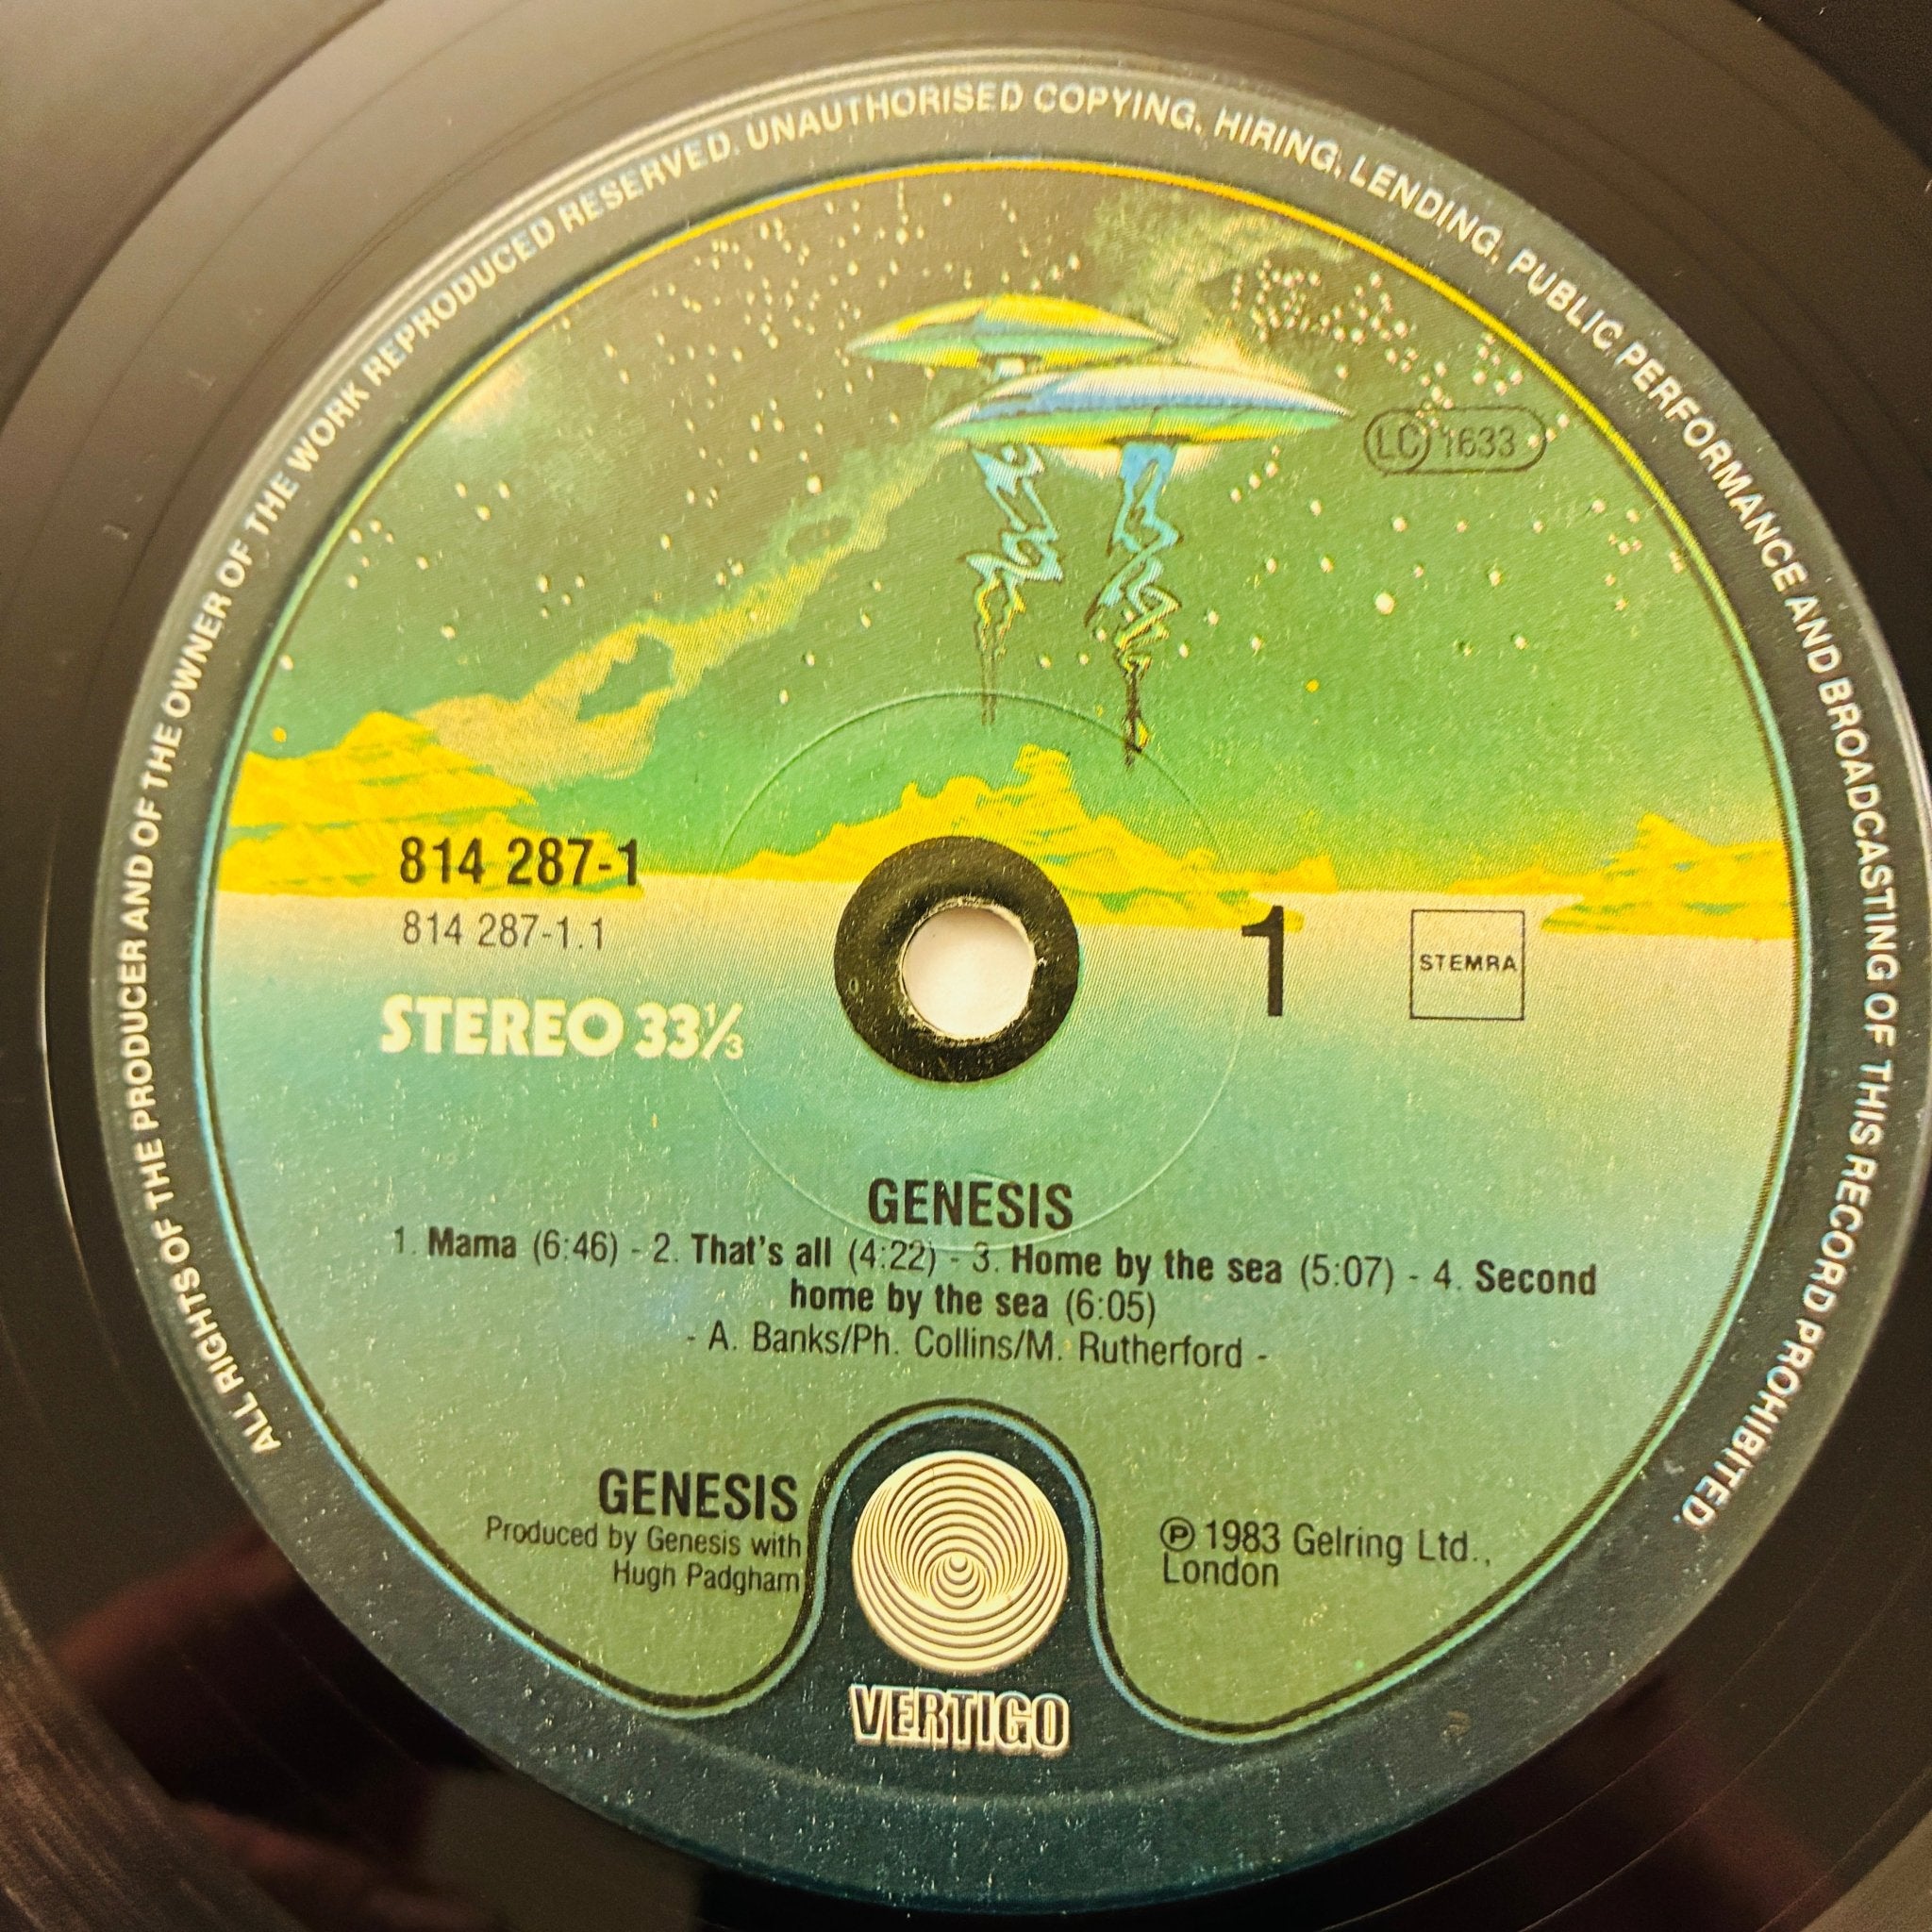 ALL RIGHTS OF THE PRODUCER AND OF THE OWNER OF THE WORK REPRODUCED RESERVED. UNAUTHORISED COPYING, HIRING, LENDING, PUBLIC PERFORMANCE AND BROADCASTING OF THIS RECORD PROHIBITED.
LC 1633
814 287-1
814 287-1.1
STEREO 33⅓
1
STEMRA
GENESIS
1. Mama (6:46) - 2. That's all (4:22) - 3. Home by the sea (5:07) - 4. Second
home by the sea (6:05)
- A. Banks/Ph. Collins/M. Rutherford -
GENESIS
Produced by Genesis with
Hugh Padgham
℗ 1983 Gelring Ltd.,
London
VERTIGO